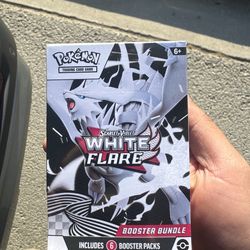 POKÉMON
TRADING CARD GAME
6+
SCARLET & VIOLET
WHITE
FLARE
BOOSTER BUNDLE
INCLUDES 6 BOOSTER PACKS